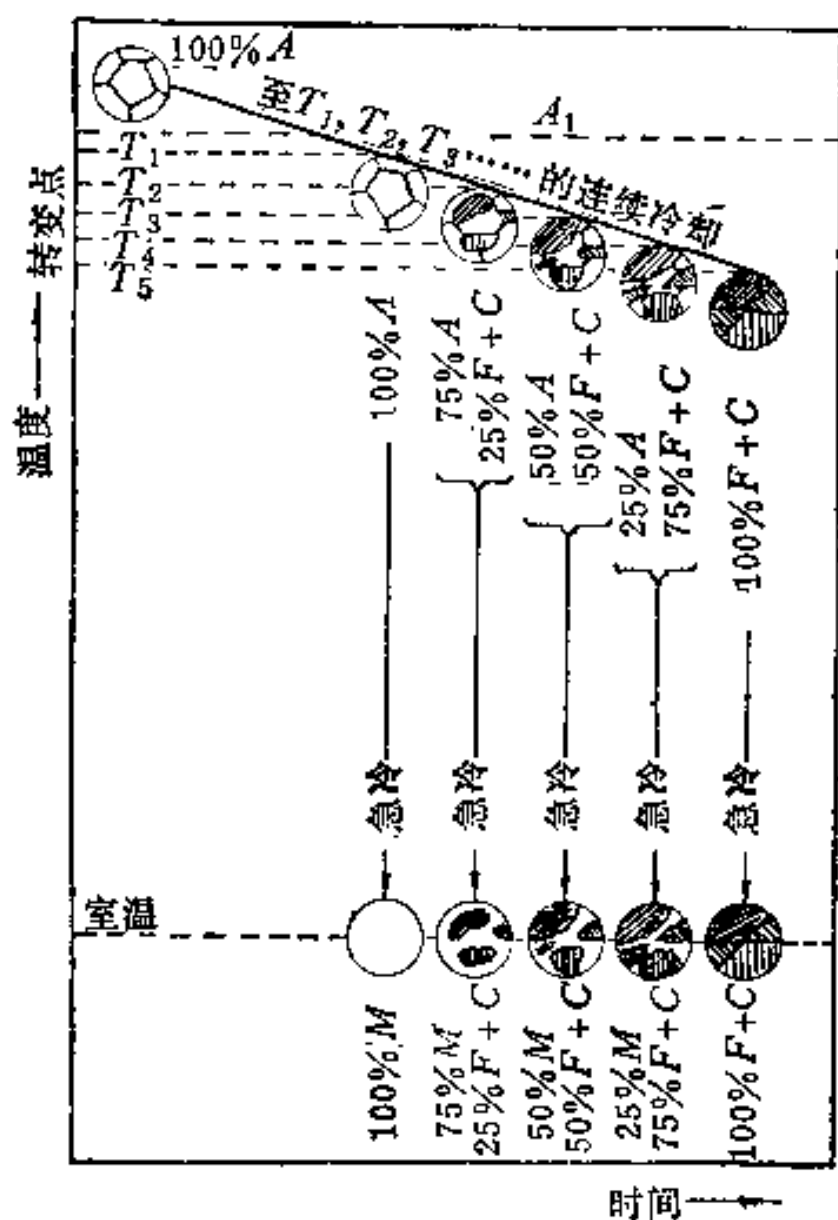 100%A
至T₁,T₂,T₃……的连续冷却
A₁
T₁
T₂
T₃
T₄
T₅
温度——转变点
100%A
75%A
25%F+C
50%A
50%F+C
25%A
75%F+C
100%F+C
急冷
急冷
急冷
急冷
急冷
室温
100%M
75%M
25%F+C
50%M
50%F+C
25%M
75%F+C
100%F+C
时间